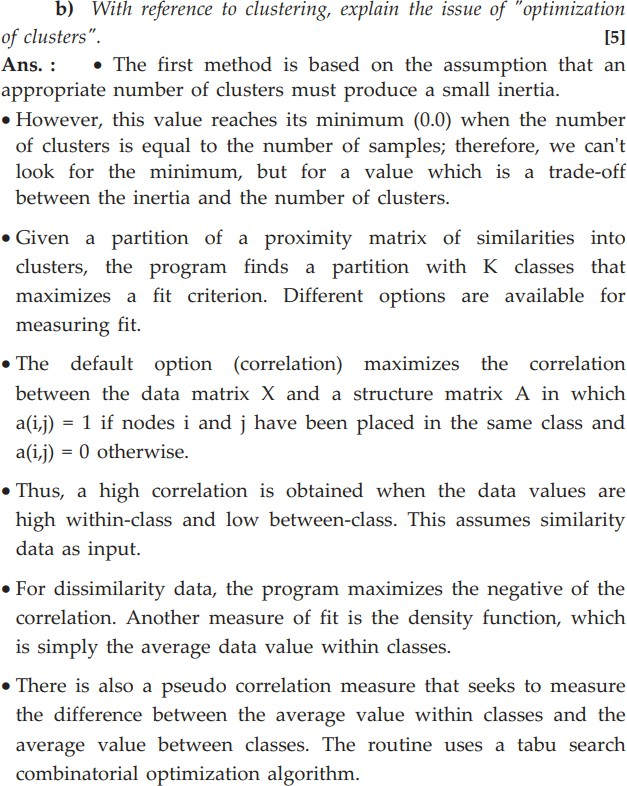 b) With reference to clustering, explain the issue of "optimization
of clusters". [5]
Ans. : • The first method is based on the assumption that an
appropriate number of clusters must produce a small inertia.
• However, this value reaches its minimum (0.0) when the number
of clusters is equal to the number of samples; therefore, we can't
look for the minimum, but for a value which is a trade-off
between the inertia and the number of clusters.
• Given a partition of a proximity matrix of similarities into
clusters, the program finds a partition with K classes that
maximizes a fit criterion. Different options are available for
measuring fit.
• The default option (correlation) maximizes the correlation
between the data matrix X and a structure matrix A in which
a(i,j) = 1 if nodes i and j have been placed in the same class and
a(i,j) = 0 otherwise.
• Thus, a high correlation is obtained when the data values are
high within-class and low between-class. This assumes similarity
data as input.
• For dissimilarity data, the program maximizes the negative of the
correlation. Another measure of fit is the density function, which
is simply the average data value within classes.
• There is also a pseudo correlation measure that seeks to measure
the difference between the average value within classes and the
average value between classes. The routine uses a tabu search
combinatorial optimization algorithm.